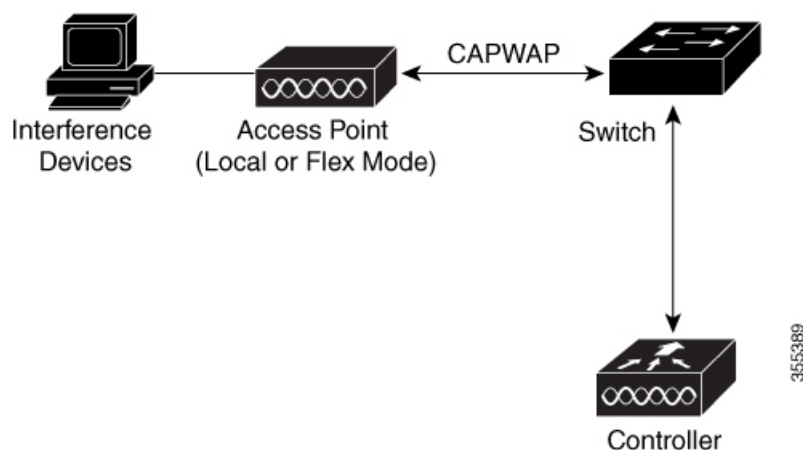 CAPWAP
Interference
Devices
Access Point
(Local or Flex Mode)
Switch
Controller
355389